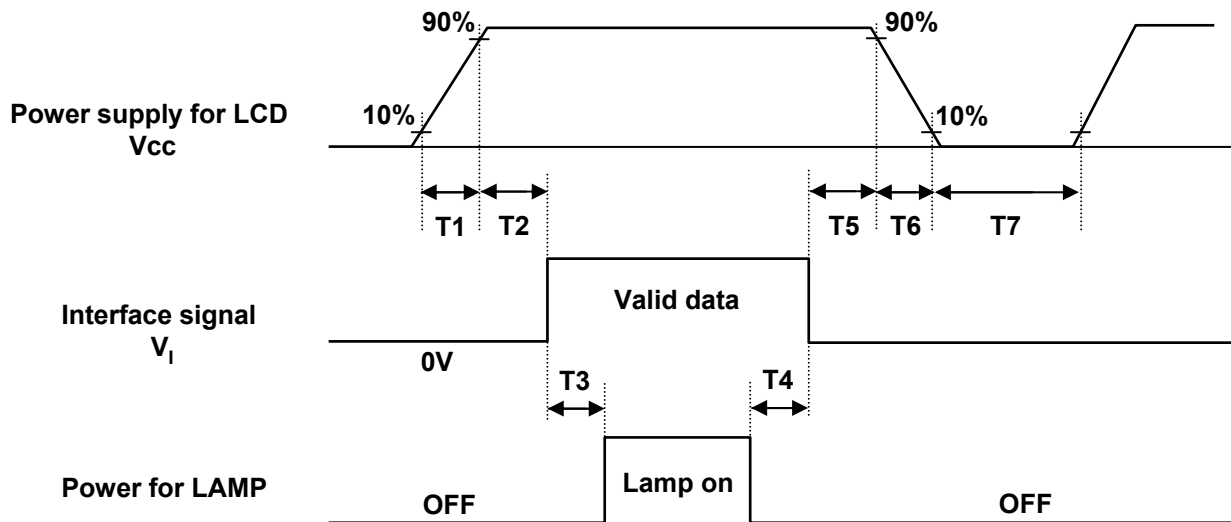 90%
90%
Power supply for LCD
Vcc
10%
10%
T1
T2
T5
T6
T7
Interface signal
V_I
Valid data
0V
T3
T4
Power for LAMP
OFF
Lamp on
OFF